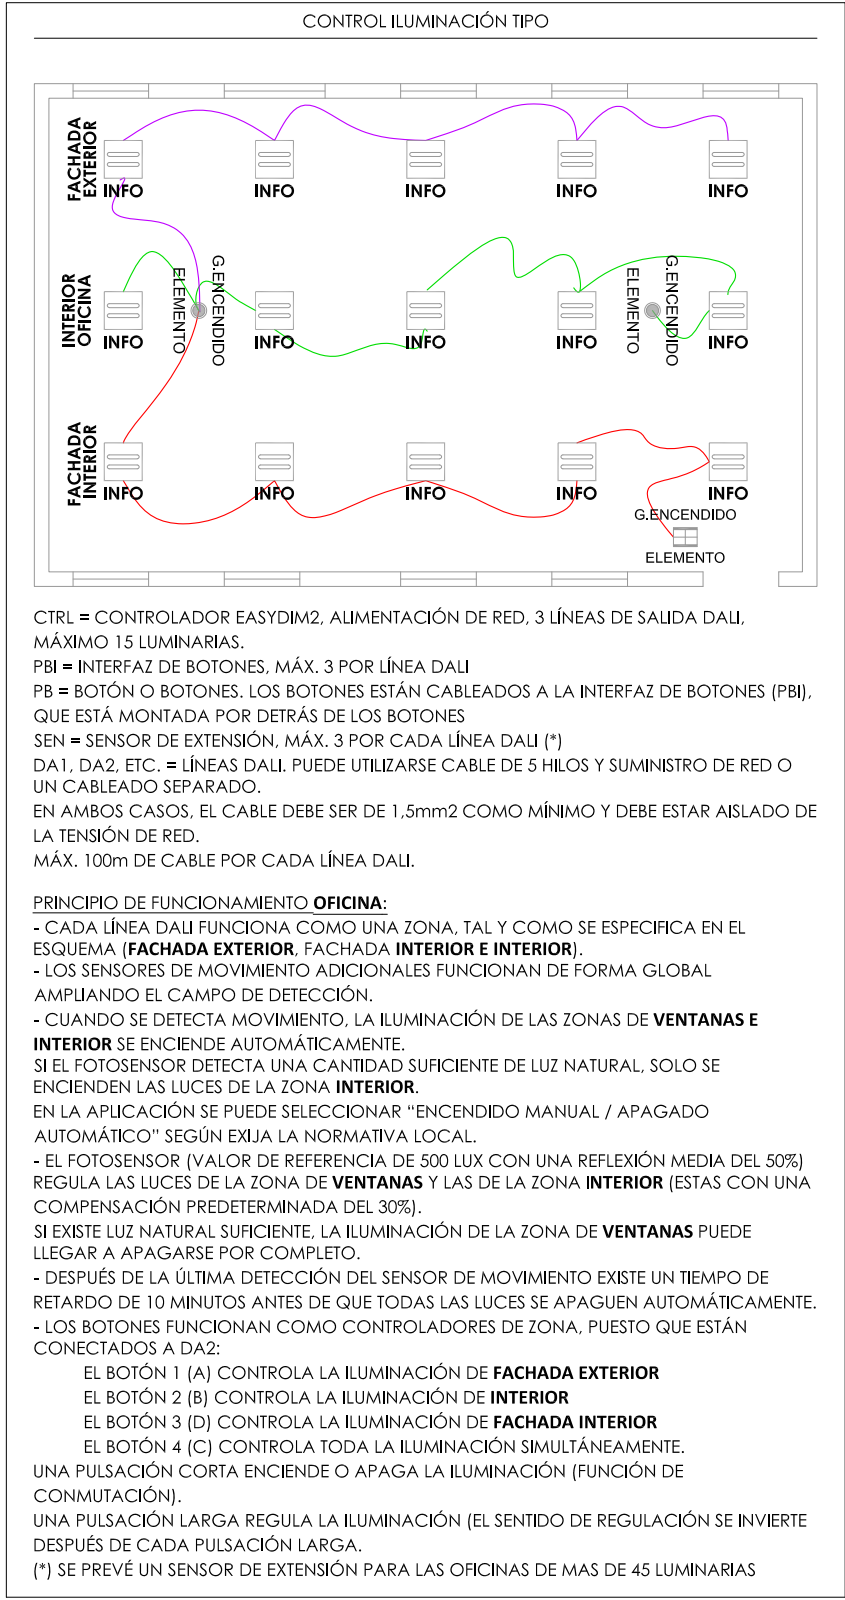 CONTROL ILUMINACIÓN TIPO
FACHADA
EXTERIOR
INFO
INFO
INFO
INFO
INFO
INTERIOR
OFICINA
INFO
ELEMENTO
G.ENCENDIDO
INFO
INFO
INFO
ELEMENTO
G.ENCENDIDO
INFO
FACHADA
INTERIOR
INFO
INFO
INFO
INFO
INFO
G.ENCENDIDO
ELEMENTO
CTRL = CONTROLADOR EASYDIM2, ALIMENTACIÓN DE RED, 3 LÍNEAS DE SALIDA DALI,
MÁXIMO 15 LUMINARIAS.
PBI = INTERFAZ DE BOTONES, MÁX. 3 POR LÍNEA DALI
PB = BOTÓN O BOTONES. LOS BOTONES ESTÁN CABLEADOS A LA INTERFAZ DE BOTONES (PBI),
QUE ESTÁ MONTADA POR DETRÁS DE LOS BOTONES
SEN = SENSOR DE EXTENSIÓN, MÁX. 3 POR CADA LÍNEA DALI (*)
DA1, DA2, ETC. = LÍNEAS DALI. PUEDE UTILIZARSE CABLE DE 5 HILOS Y SUMINISTRO DE RED O
UN CABLEADO SEPARADO.
EN AMBOS CASOS, EL CABLE DEBE SER DE 1,5mm2 COMO MÍNIMO Y DEBE ESTAR AISLADO DE
LA TENSIÓN DE RED.
MÁX. 100m DE CABLE POR CADA LÍNEA DALI.
PRINCIPIO DE FUNCIONAMIENTO OFICINA:
- CADA LÍNEA DALI FUNCIONA COMO UNA ZONA, TAL Y COMO SE ESPECIFICA EN EL
ESQUEMA (FACHADA EXTERIOR, FACHADA INTERIOR E INTERIOR).
- LOS SENSORES DE MOVIMIENTO ADICIONALES FUNCIONAN DE FORMA GLOBAL
AMPLIANDO EL CAMPO DE DETECCIÓN.
- CUANDO SE DETECTA MOVIMIENTO, LA ILUMINACIÓN DE LAS ZONAS DE VENTANAS E
INTERIOR SE ENCIENDE AUTOMÁTICAMENTE.
SI EL FOTOSENSOR DETECTA UNA CANTIDAD SUFICIENTE DE LUZ NATURAL, SOLO SE
ENCIENDEN LAS LUCES DE LA ZONA INTERIOR.
EN LA APLICACIÓN SE PUEDE SELECCIONAR “ENCENDIDO MANUAL / APAGADO
AUTOMÁTICO” SEGÚN EXIJA LA NORMATIVA LOCAL.
- EL FOTOSENSOR (VALOR DE REFERENCIA DE 500 LUX CON UNA REFLEXIÓN MEDIA DEL 50%)
REGULA LAS LUCES DE LA ZONA DE VENTANAS Y LAS DE LA ZONA INTERIOR (ESTAS CON UNA
COMPENSACIÓN PREDETERMINADA DEL 30%).
SI EXISTE LUZ NATURAL SUFICIENTE, LA ILUMINACIÓN DE LA ZONA DE VENTANAS PUEDE
LLEGAR A APAGARSE POR COMPLETO.
- DESPUÉS DE LA ÚLTIMA DETECCIÓN DEL SENSOR DE MOVIMIENTO EXISTE UN TIEMPO DE
RETARDO DE 10 MINUTOS ANTES DE QUE TODAS LAS LUCES SE APAGUEN AUTOMÁTICAMENTE.
- LOS BOTONES FUNCIONAN COMO CONTROLADORES DE ZONA, PUESTO QUE ESTÁN
CONECTADOS A DA2:
EL BOTÓN 1 (A) CONTROLA LA ILUMINACIÓN DE FACHADA EXTERIOR
EL BOTÓN 2 (B) CONTROLA LA ILUMINACIÓN DE INTERIOR
EL BOTÓN 3 (D) CONTROLA LA ILUMINACIÓN DE FACHADA INTERIOR
EL BOTÓN 4 (C) CONTROLA TODA LA ILUMINACIÓN SIMULTÁNEAMENTE.
UNA PULSACIÓN CORTA ENCIENDE O APAGA LA ILUMINACIÓN (FUNCIÓN DE
CONMUTACIÓN).
UNA PULSACIÓN LARGA REGULA LA ILUMINACIÓN (EL SENTIDO DE REGULACIÓN SE INVIERTE
DESPUÉS DE CADA PULSACIÓN LARGA.
(*) SE PREVÉ UN SENSOR DE EXTENSIÓN PARA LAS OFICINAS DE MAS DE 45 LUMINARIAS